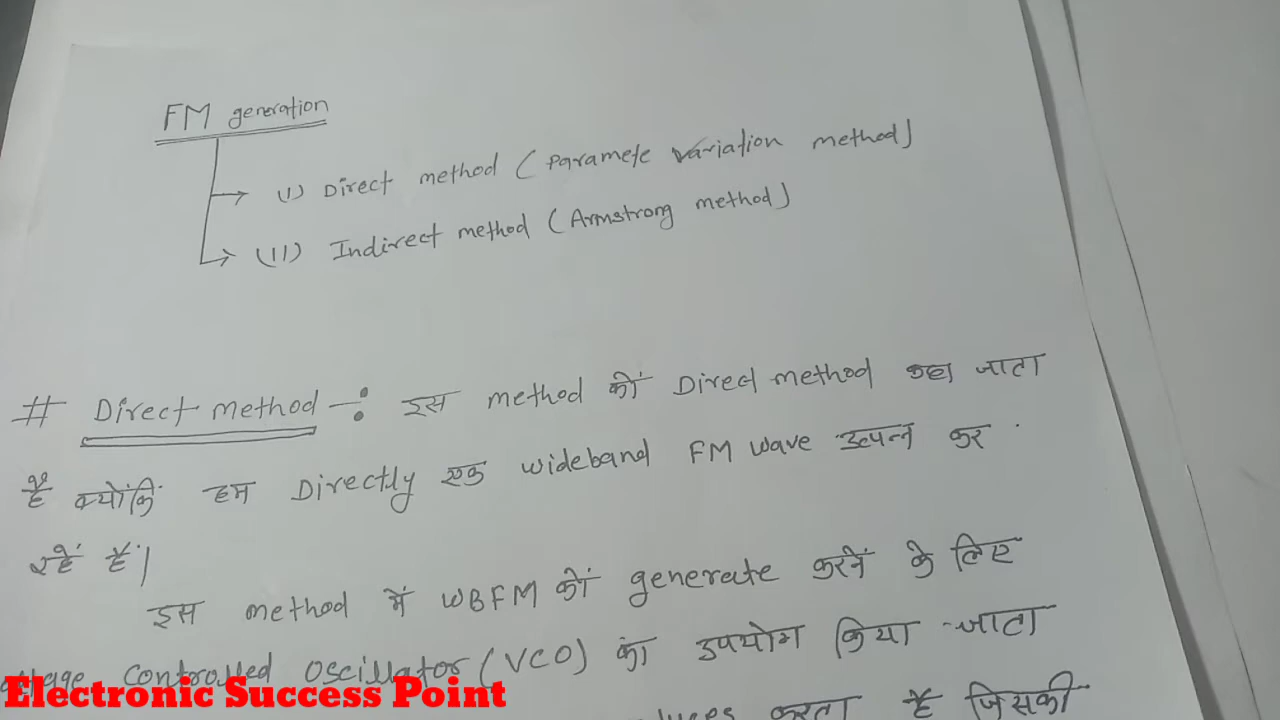 FM generation
(I) Direct method (Paramete variation method)
(II) Indirect method (Armstrong method)
# Direct method -: इस method कों Direct method कहा जाता
है क्योंकिं हम Directly एक wideband FM wave उत्पन्न कर
रहें हैं।
इस method में WBFM कों generate करनें के लिए
Controlled Oscillator (VCO) कां उपयोग किया जाता
करता है जिसकी
Electronic Success Point